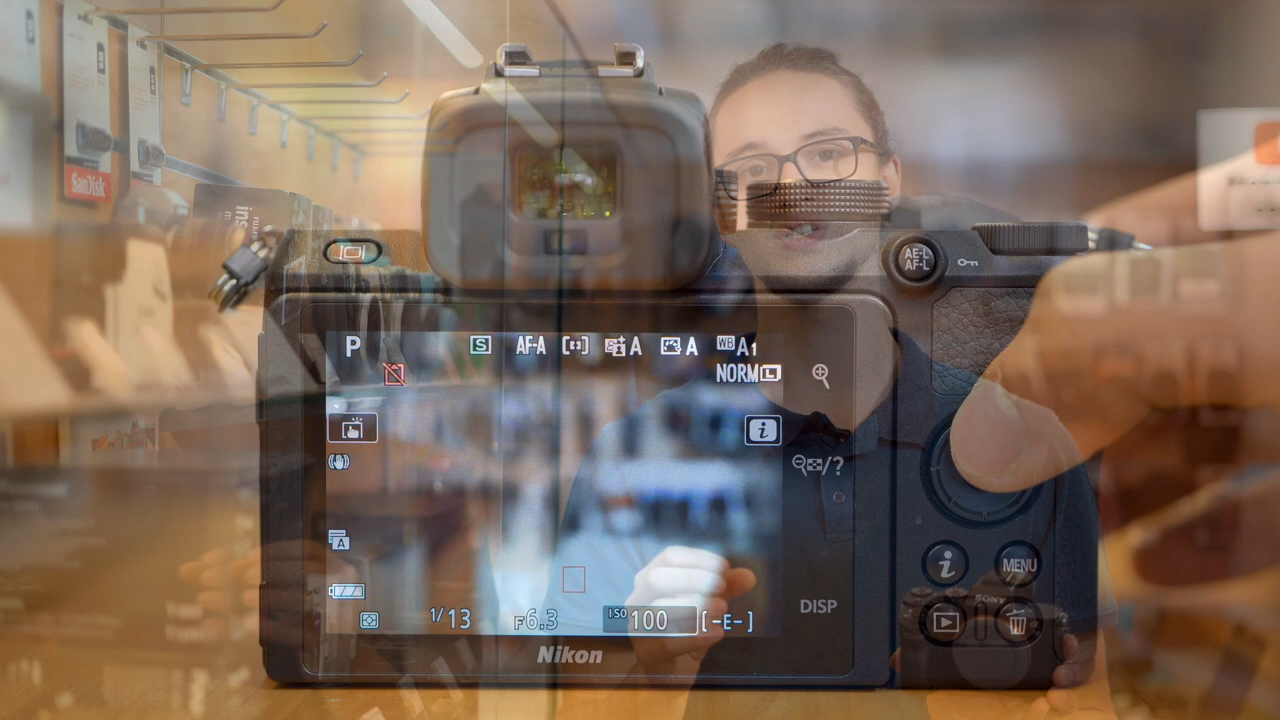 SanDisk
AE-L
AF-L
P S AF-A A A WB A1
NORM L
i
A
?
1/13 F6.3 ISO 100 [-E-]
DISP
i MENU
SONY
Nikon